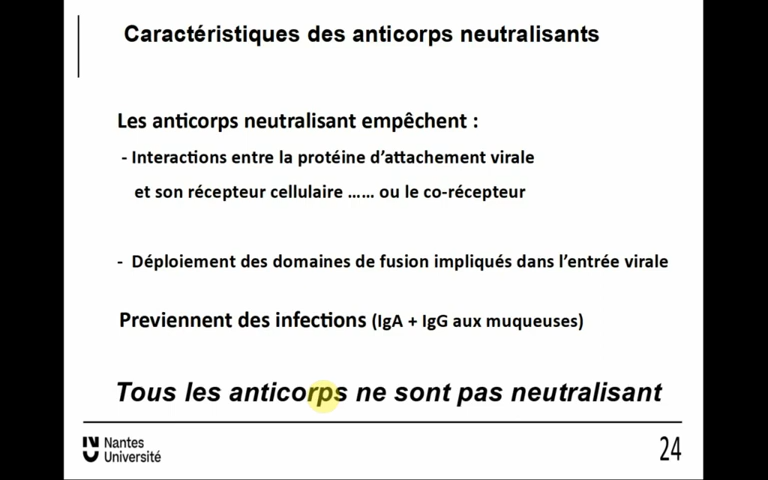 Caractéristiques des anticorps neutralisants
Les anticorps neutralisant empêchent :
- Interactions entre la protéine d'attachement virale
et son récepteur cellulaire …… ou le co-récepteur
- Déploiement des domaines de fusion impliqués dans l'entrée virale
Previennent des infections (IgA + IgG aux muqueuses)
Tous les anticorps ne sont pas neutralisant
Nantes
Université
24